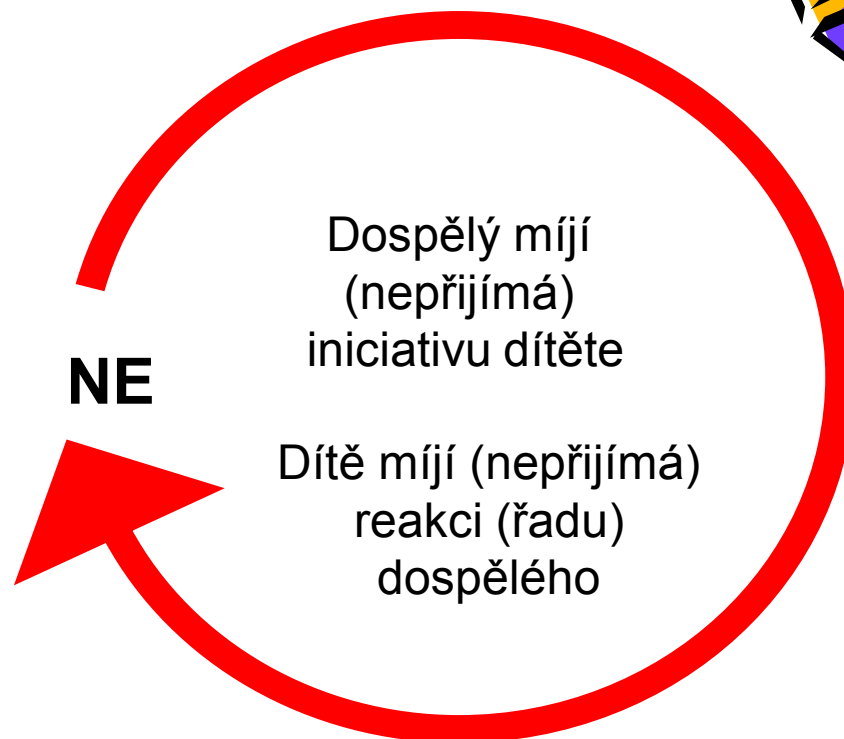 Dospělý míjí
(nepřijímá)
iniciativu dítěte
NE
Dítě míjí (nepřijímá)
reakci (řadu)
dospělého